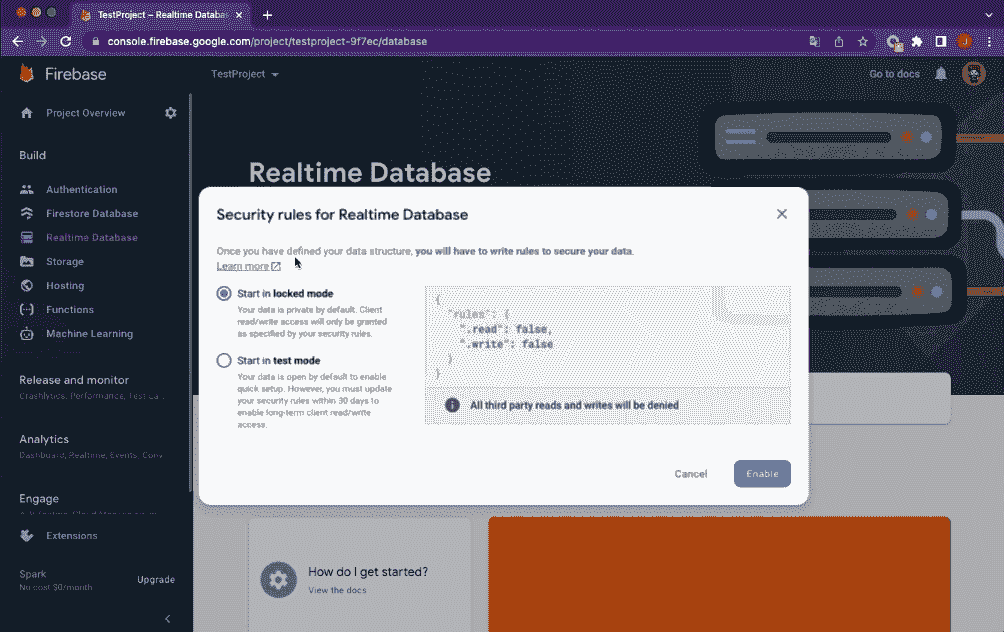 TestProject – Realtime Databas
console.firebase.google.com/project/testproject-9f7ec/database
J
Firebase
TestProject
Go to docs
Project Overview
Build
Authentication
Firestore Database
Realtime Database
Storage
Hosting
Functions
Machine Learning
Release and monitor
Crashlytics, Performance, Test La...
Analytics
Dashboard, Realtime, Events, Conv...
Engage
Extensions
Spark
No cost $0/month
Upgrade
Realtime Database
Security rules for Realtime Database
Once you have defined your data structure, you will have to write rules to secure your data.
Learn more
Start in locked mode
Your data is private by default. Client
read/write access will only be granted
as specified by your security rules.
Start in test mode
Your data is open by default to enable
quick setup. However, you must update
your security rules within 30 days to
enable long-term client read/write
access.
{
"rules": {
".read": false,
".write": false
}
}
All third party reads and writes will be denied
Cancel
Enable
How do I get started?
View the docs